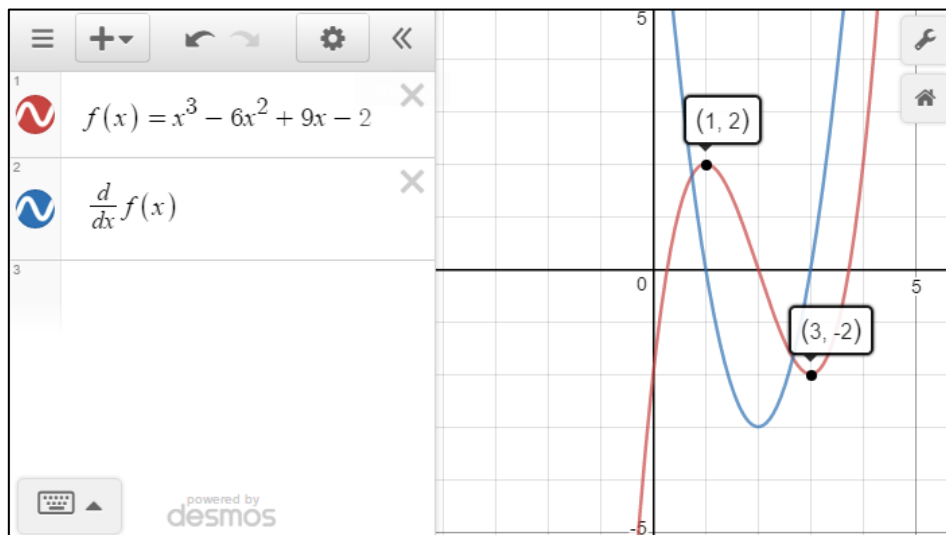 1
f(x) = x³ − 6x² + 9x − 2
2
d/dx f(x)
3
powered by
desmos
5
(1, 2)
0
5
(3, -2)
-5